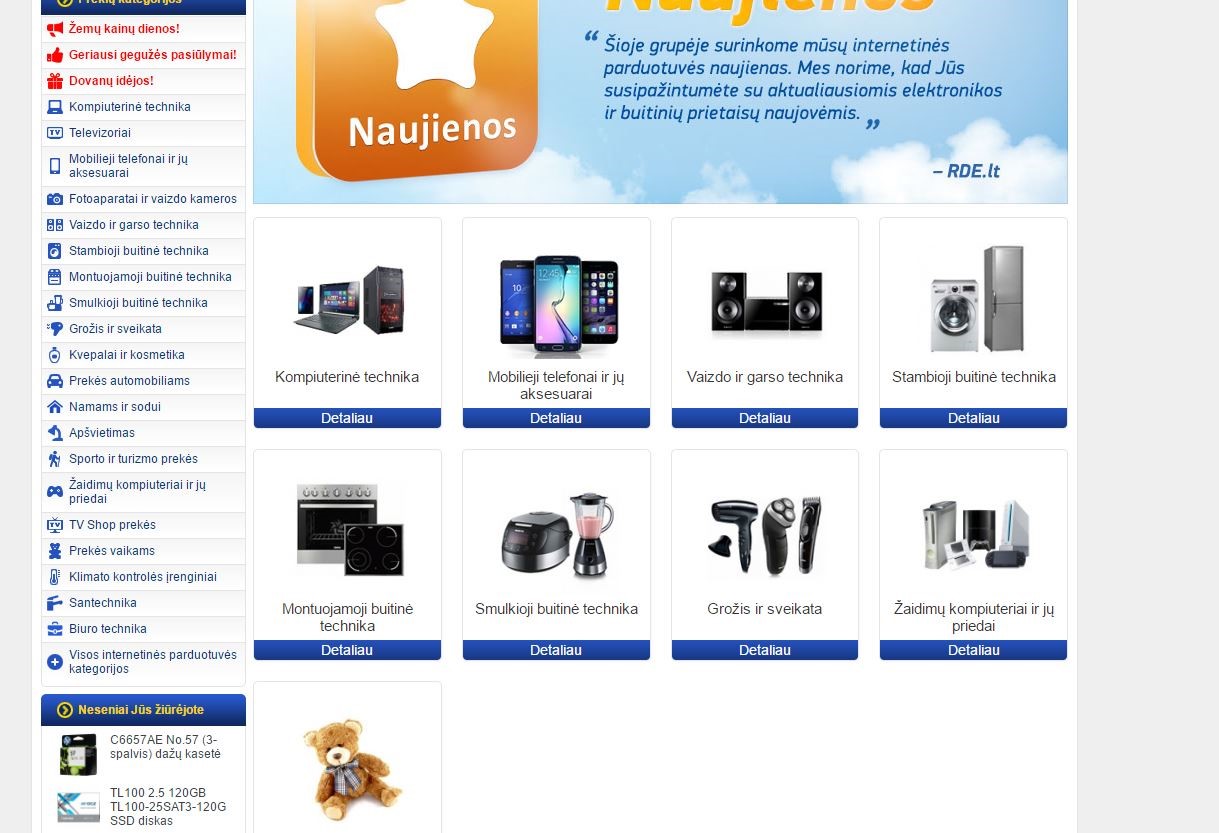 Prekių kategorijos
Žemų kainų dienos!
Geriausi gegužės pasiūlymai!
Dovanų idėjos!
Kompiuterinė technika
Televizoriai
Mobilieji telefonai ir jų
aksesuarai
Fotoaparatai ir vaizdo kameros
Vaizdo ir garso technika
Stambioji buitinė technika
Montuojamoji buitinė technika
Smulkioji buitinė technika
Grožis ir sveikata
Kvepalai ir kosmetika
Prekės automobiliams
Namams ir sodui
Apšvietimas
Sporto ir turizmo prekės
Žaidimų kompiuteriai ir jų
priedai
TV Shop prekės
Prekės vaikams
Klimato kontrolės įrenginiai
Santechnika
Biuro technika
Visos internetinės parduotuvės
kategorijos
Neseniai Jūs žiūrėjote
C6657AE No.57 (3-
spalvis) dažų kasetė
TL100 2.5 120GB
TL100-25SAT3-120G
SSD diskas
Naujienos
Naujienos
“ Šioje grupėje surinkome mūsų internetinės
parduotuvės naujienas. Mes norime, kad Jūs
susipažintumėte su aktualiausiomis elektronikos
ir buitinių prietaisų naujovėmis. ”
– RDE.lt
Kompiuterinė technika
Detaliau
Mobilieji telefonai ir jų
aksesuarai
Detaliau
Vaizdo ir garso technika
Detaliau
Stambioji buitinė technika
Detaliau
Montuojamoji buitinė
technika
Detaliau
Smulkioji buitinė technika
Detaliau
Grožis ir sveikata
Detaliau
Žaidimų kompiuteriai ir jų
priedai
Detaliau